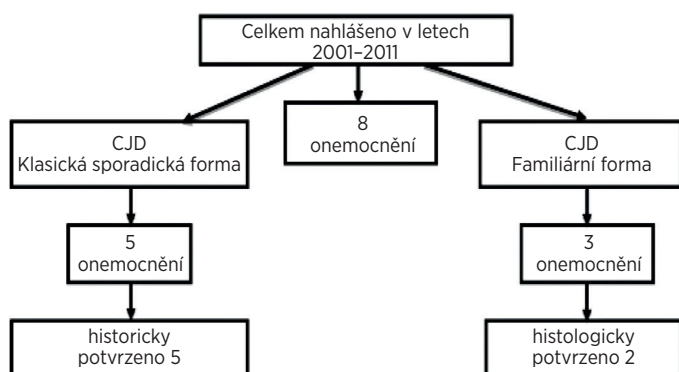 Celkem nahlášeno v letech
2001–2011
CJD
Klasická sporadická forma
8
onemocnění
CJD
Familiární forma
5
onemocnění
3
onemocnění
historicky
potvrzeno 5
histologicky
potvrzeno 2